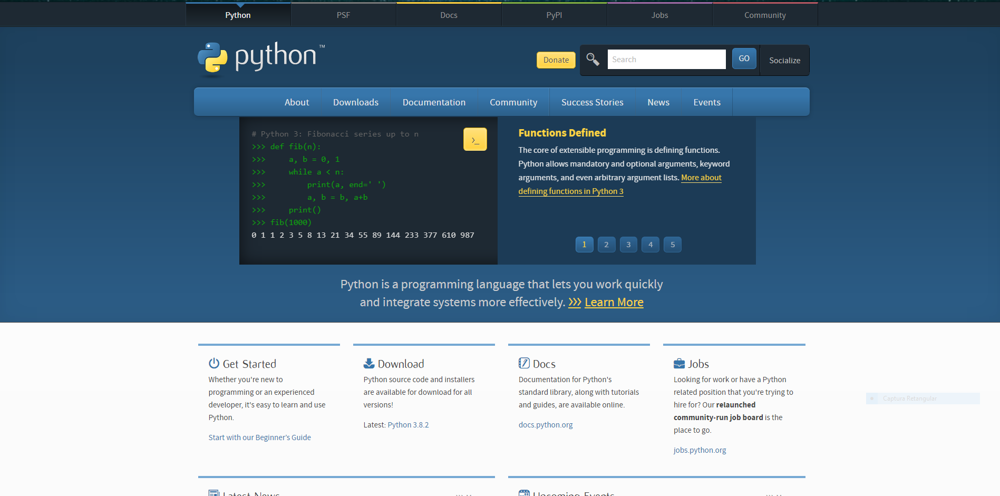 Python PSF Docs PyPI Jobs Community
python™
Donate Search GO Socialize
About Downloads Documentation Community Success Stories News Events
# Python 3: Fibonacci series up to n
>>> def fib(n):
>>>     a, b = 0, 1
>>>     while a < n:
>>>         print(a, end=' ')
>>>         a, b = b, a+b
>>>     print()
>>> fib(1000)
0 1 1 2 3 5 8 13 21 34 55 89 144 233 377 610 987
>_
Functions Defined
The core of extensible programming is defining functions.
Python allows mandatory and optional arguments, keyword
arguments, and even arbitrary argument lists. More about
defining functions in Python 3
1 2 3 4 5
Python is a programming language that lets you work quickly
and integrate systems more effectively. >>> Learn More
Get Started
Whether you're new to
programming or an experienced
developer, it's easy to learn and use
Python.
Start with our Beginner's Guide
Download
Python source code and installers
are available for download for all
versions!
Latest: Python 3.8.2
Docs
Documentation for Python's
standard library, along with tutorials
and guides, are available online.
docs.python.org
Jobs
Looking for work or have a Python
related position that you're trying to
hire for? Our relaunched
community-run job board is the
place to go.
jobs.python.org
Captura Retangular
Latest News
Upcoming Events